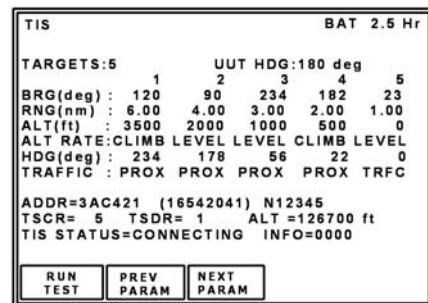 TIS BAT 2.5 Hr
TARGETS:5 UUT HDG:180 deg
1 2 3 4 5
BRG(deg) : 120 90 234 182 23
RNG(nm) : 6.00 4.00 3.00 2.00 1.00
ALT(ft) : 3500 2000 1000 500 0
ALT RATE:CLIMB LEVEL LEVEL CLIMB LEVEL
HDG(deg) : 234 178 56 22 0
TRAFFIC : PROX PROX PROX PROX TRFC
ADDR=3AC421 (16542041) N12345
TSCR= 5 TSDR= 1 ALT =126700 ft
TIS STATUS=CONNECTING INFO=0000
RUN PREV NEXT
TEST PARAM PARAM